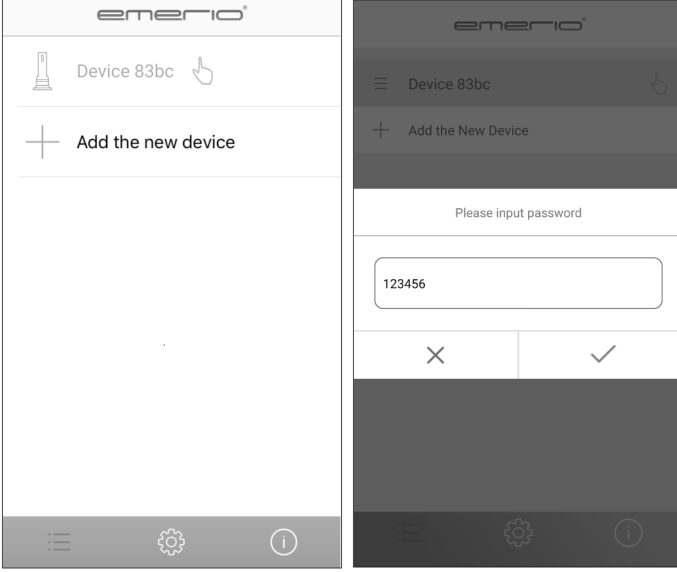 emerio®
Device 83bc
Add the new device
emerio®
Device 83bc
Add the New Device
Please input password
123456